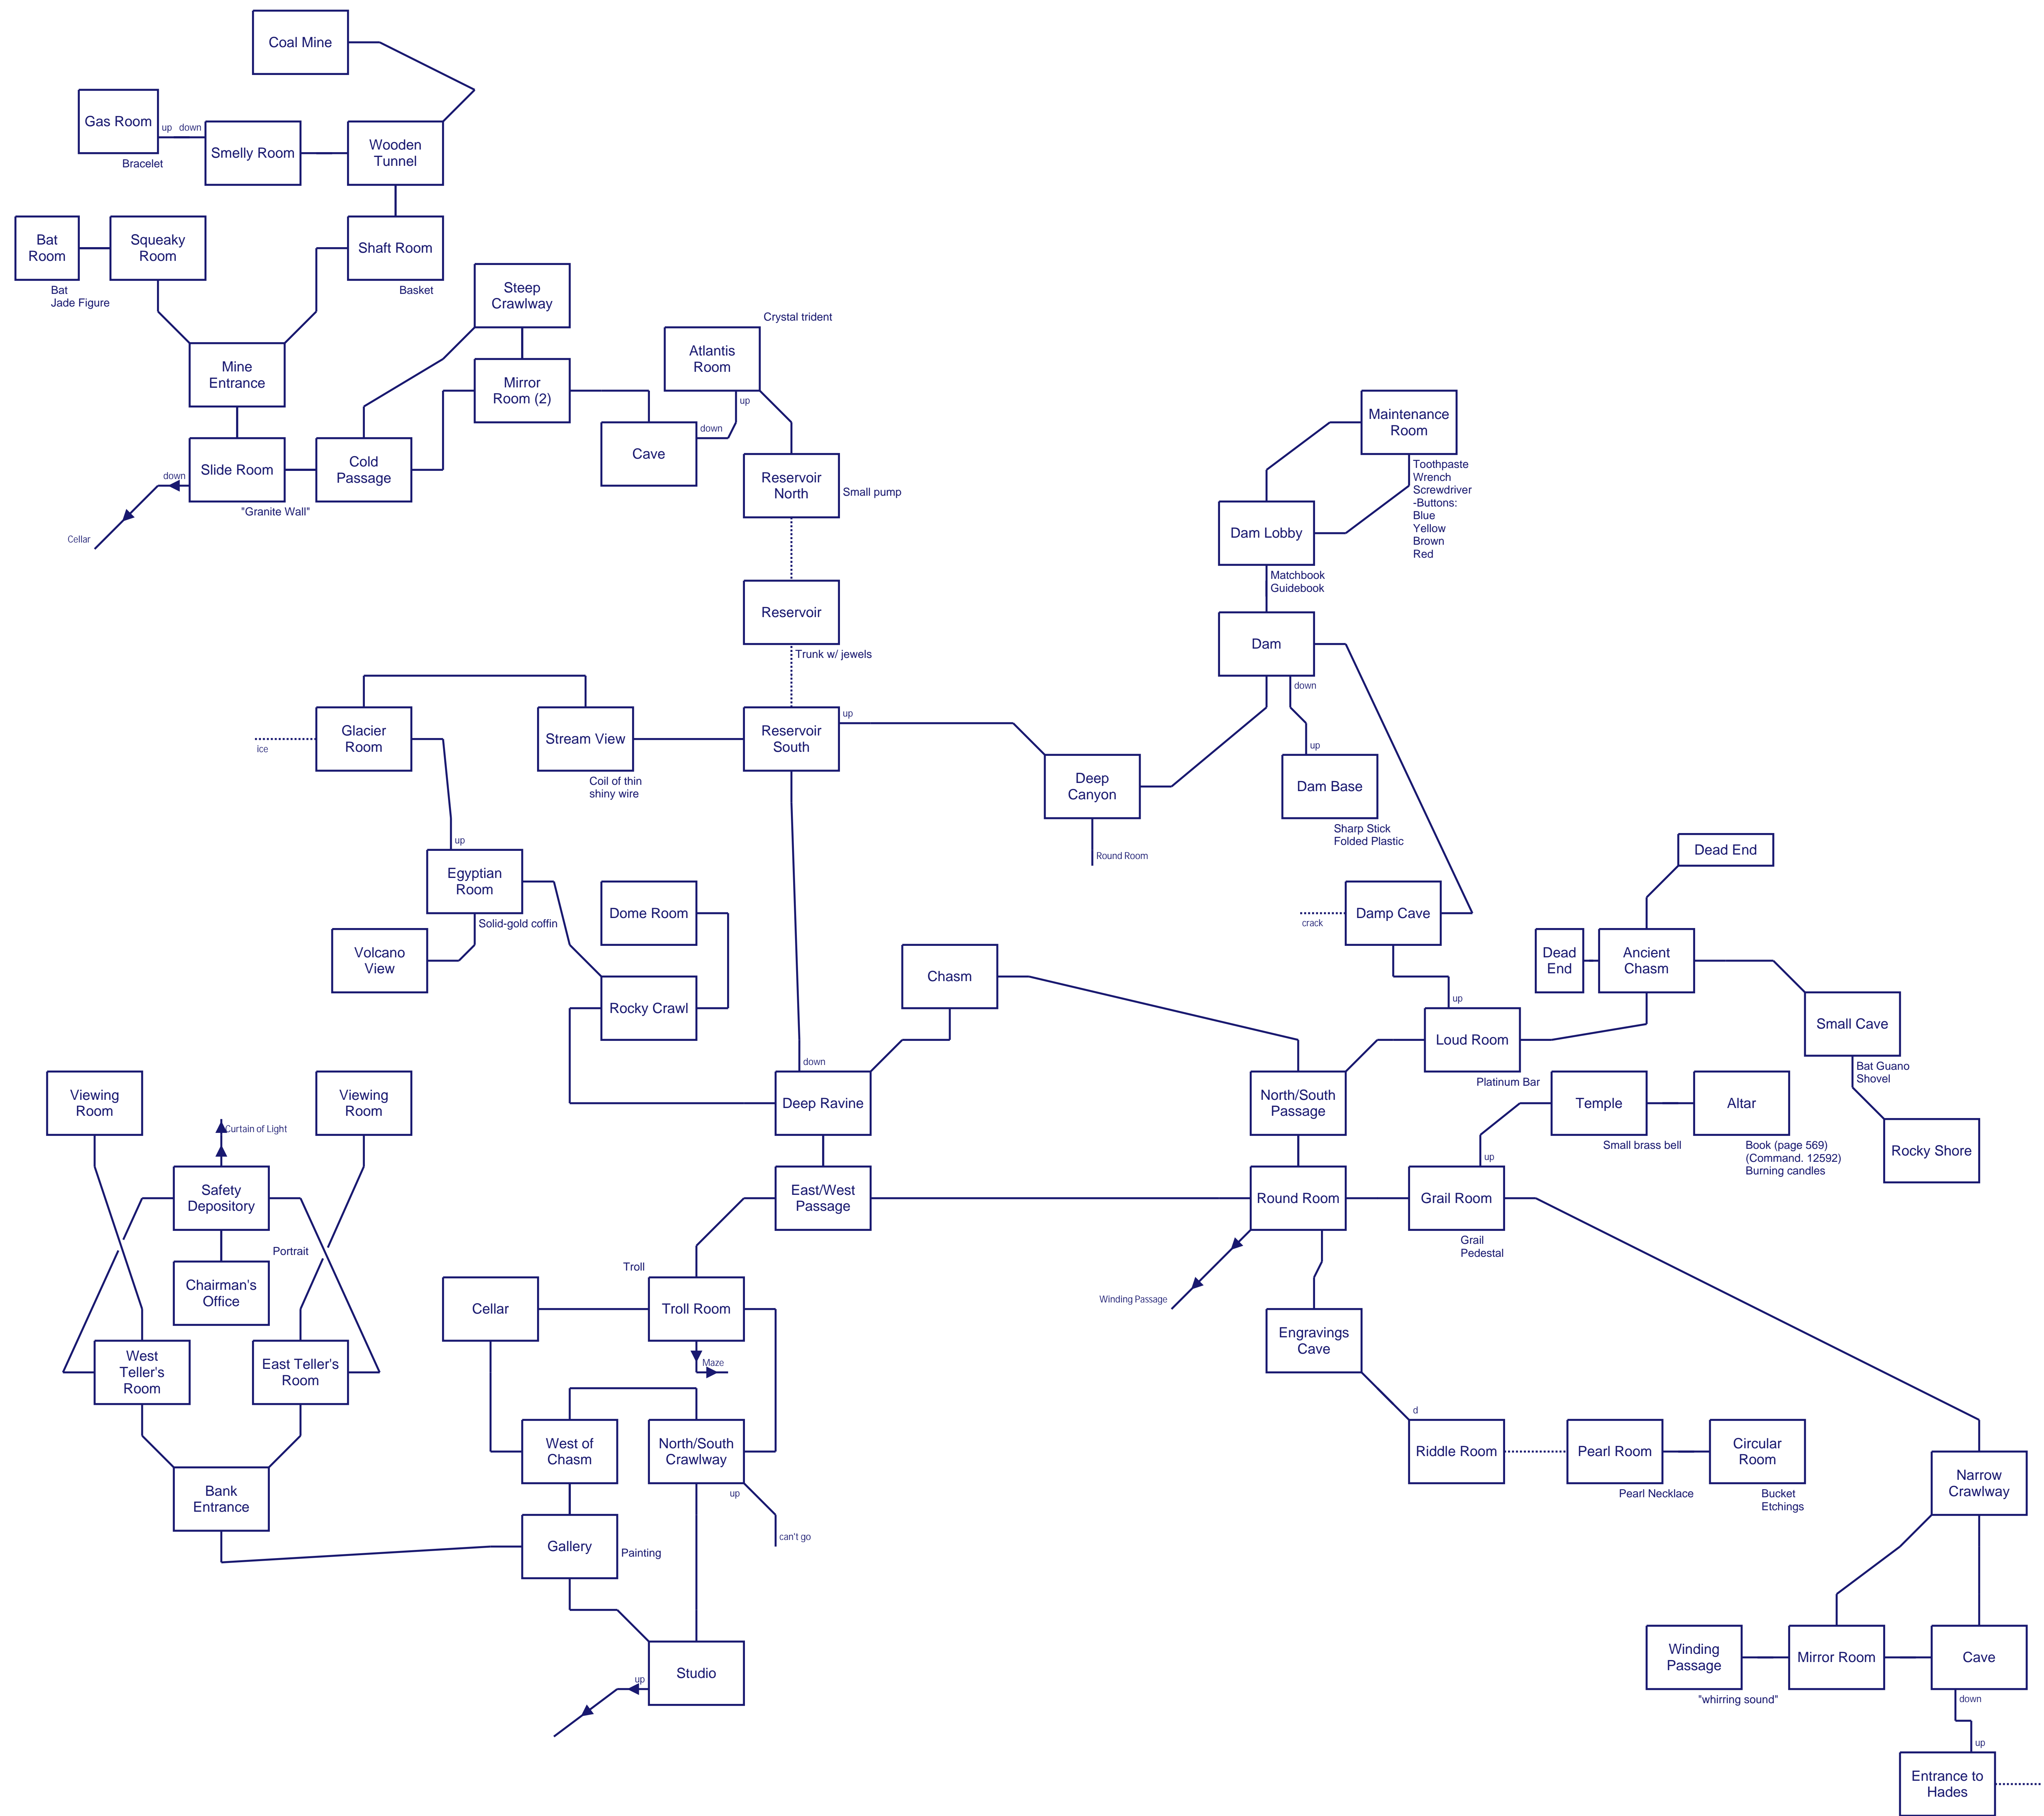 Coal Mine
Gas Room
up
down
Bracelet
Smelly Room
Wooden
Tunnel
Bat
Room
Bat
Jade Figure
Squeaky
Room
Shaft Room
Basket
Steep
Crawlway
Crystal trident
Atlantis
Room
up
Mine
Entrance
Mirror
Room (2)
Maintenance
Room
down
Cave
Slide Room
down
"Granite Wall"
Cellar
Cold
Passage
Reservoir
North
Small pump
Toothpaste
Wrench
Screwdriver
-Buttons:
Blue
Yellow
Brown
Red
Dam Lobby
Matchbook
Guidebook
Reservoir
Trunk w/ jewels
Dam
down
up
Dam Base
Sharp Stick
Folded Plastic
Glacier
Room
ice
Stream View
Coil of thin
shiny wire
Reservoir
South
up
Deep
Canyon
Round Room
up
Egyptian
Room
Solid-gold coffin
Dome Room
Volcano
View
Rocky Crawl
Chasm
Damp Cave
crack
Dead End
Dead
End
Ancient
Chasm
up
Loud Room
Platinum Bar
Small Cave
Bat Guano
Shovel
Rocky Shore
down
Deep Ravine
North/South
Passage
Temple
Small brass bell
Altar
Book (page 569)
(Command. 12592)
Burning candles
Viewing
Room
Curtain of Light
Viewing
Room
Safety
Depository
Portrait
Chairman's
Office
East/West
Passage
Round Room
Winding Passage
up
Grail Room
Grail
Pedestal
Cellar
Troll
Troll Room
Maze
Engravings
Cave
West
Teller's
Room
East Teller's
Room
Bank
Entrance
West of
Chasm
North/South
Crawlway
up
can't go
d
Riddle Room
Pearl Room
Pearl Necklace
Circular
Room
Bucket
Etchings
Narrow
Crawlway
Gallery
Painting
Studio
up
Winding
Passage
"whirring sound"
Mirror Room
Cave
down
up
Entrance to
Hades